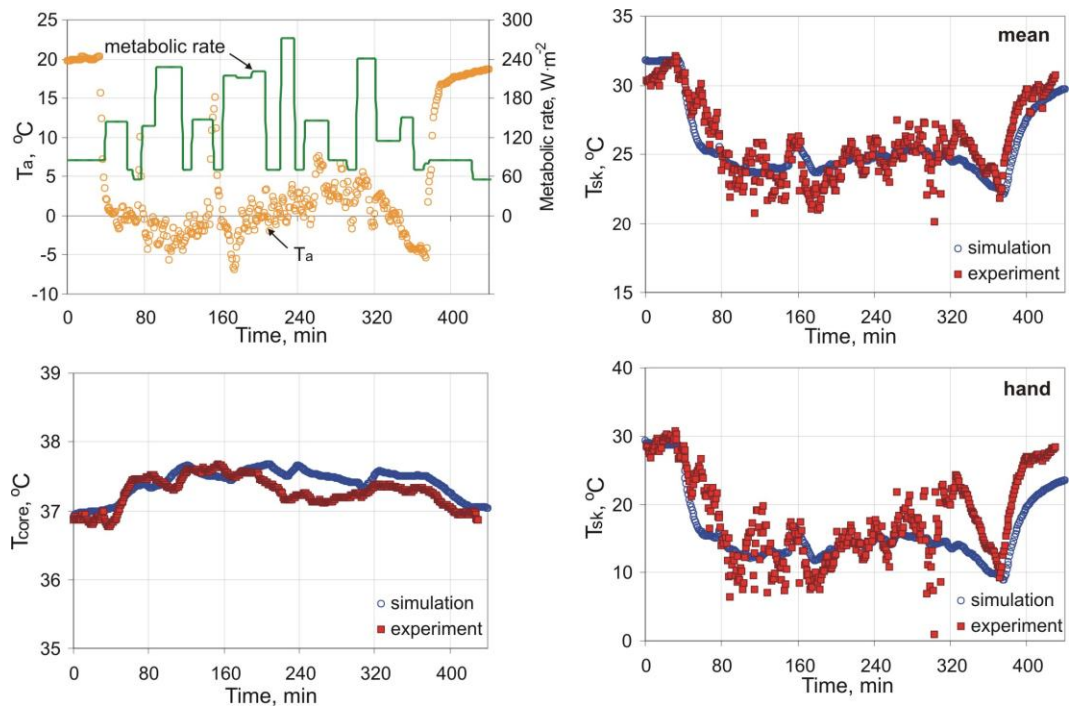 metabolic rate
Ta
Ta, ºC
25
20
15
10
5
0
-5
-10
Metabolic rate, W·m-2
300
240
180
120
60
0
0 80 160 240 320 400
Time, min
mean
simulation
experiment
Tsk, ºC
35
30
25
20
15
0 80 160 240 320 400
Time, min
simulation
experiment
Tcore, ºC
39
38
37
36
35
0 80 160 240 320 400
Time, min
hand
simulation
experiment
Tsk, ºC
40
30
20
10
0
0 80 160 240 320 400
Time, min